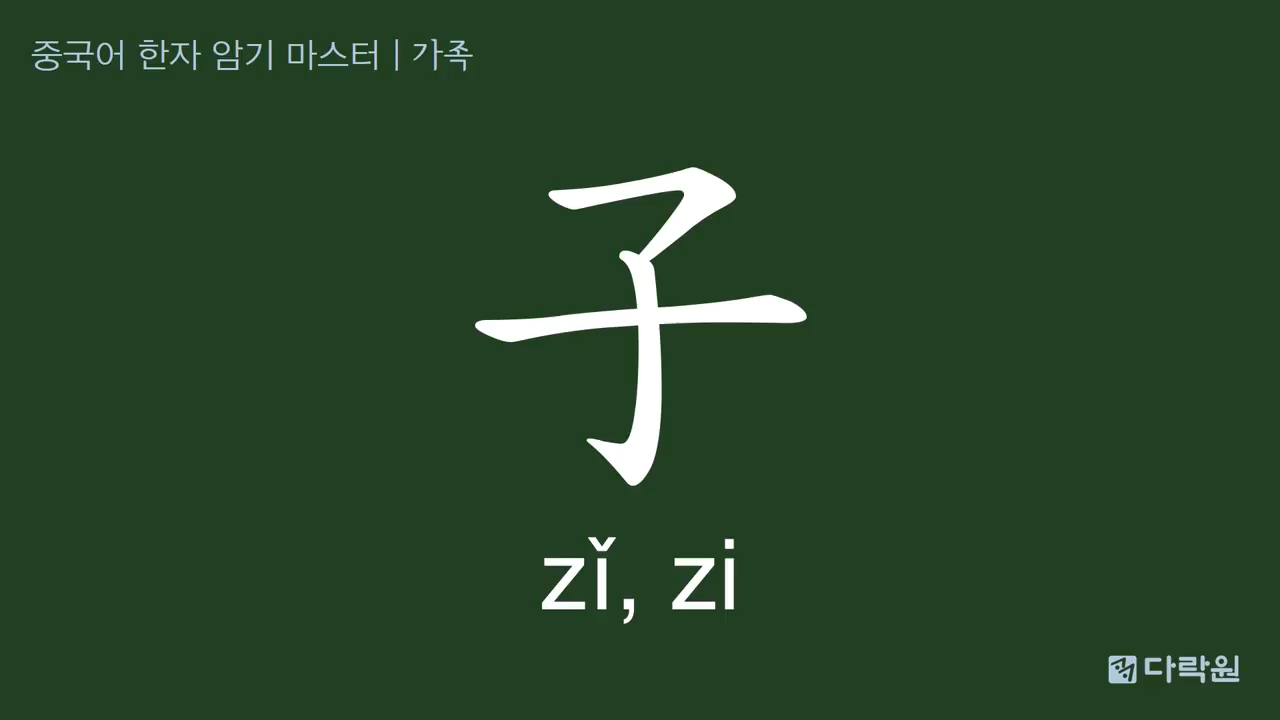 중국어 한자 암기 마스터 | 가족
子
zǐ, zi
다락원